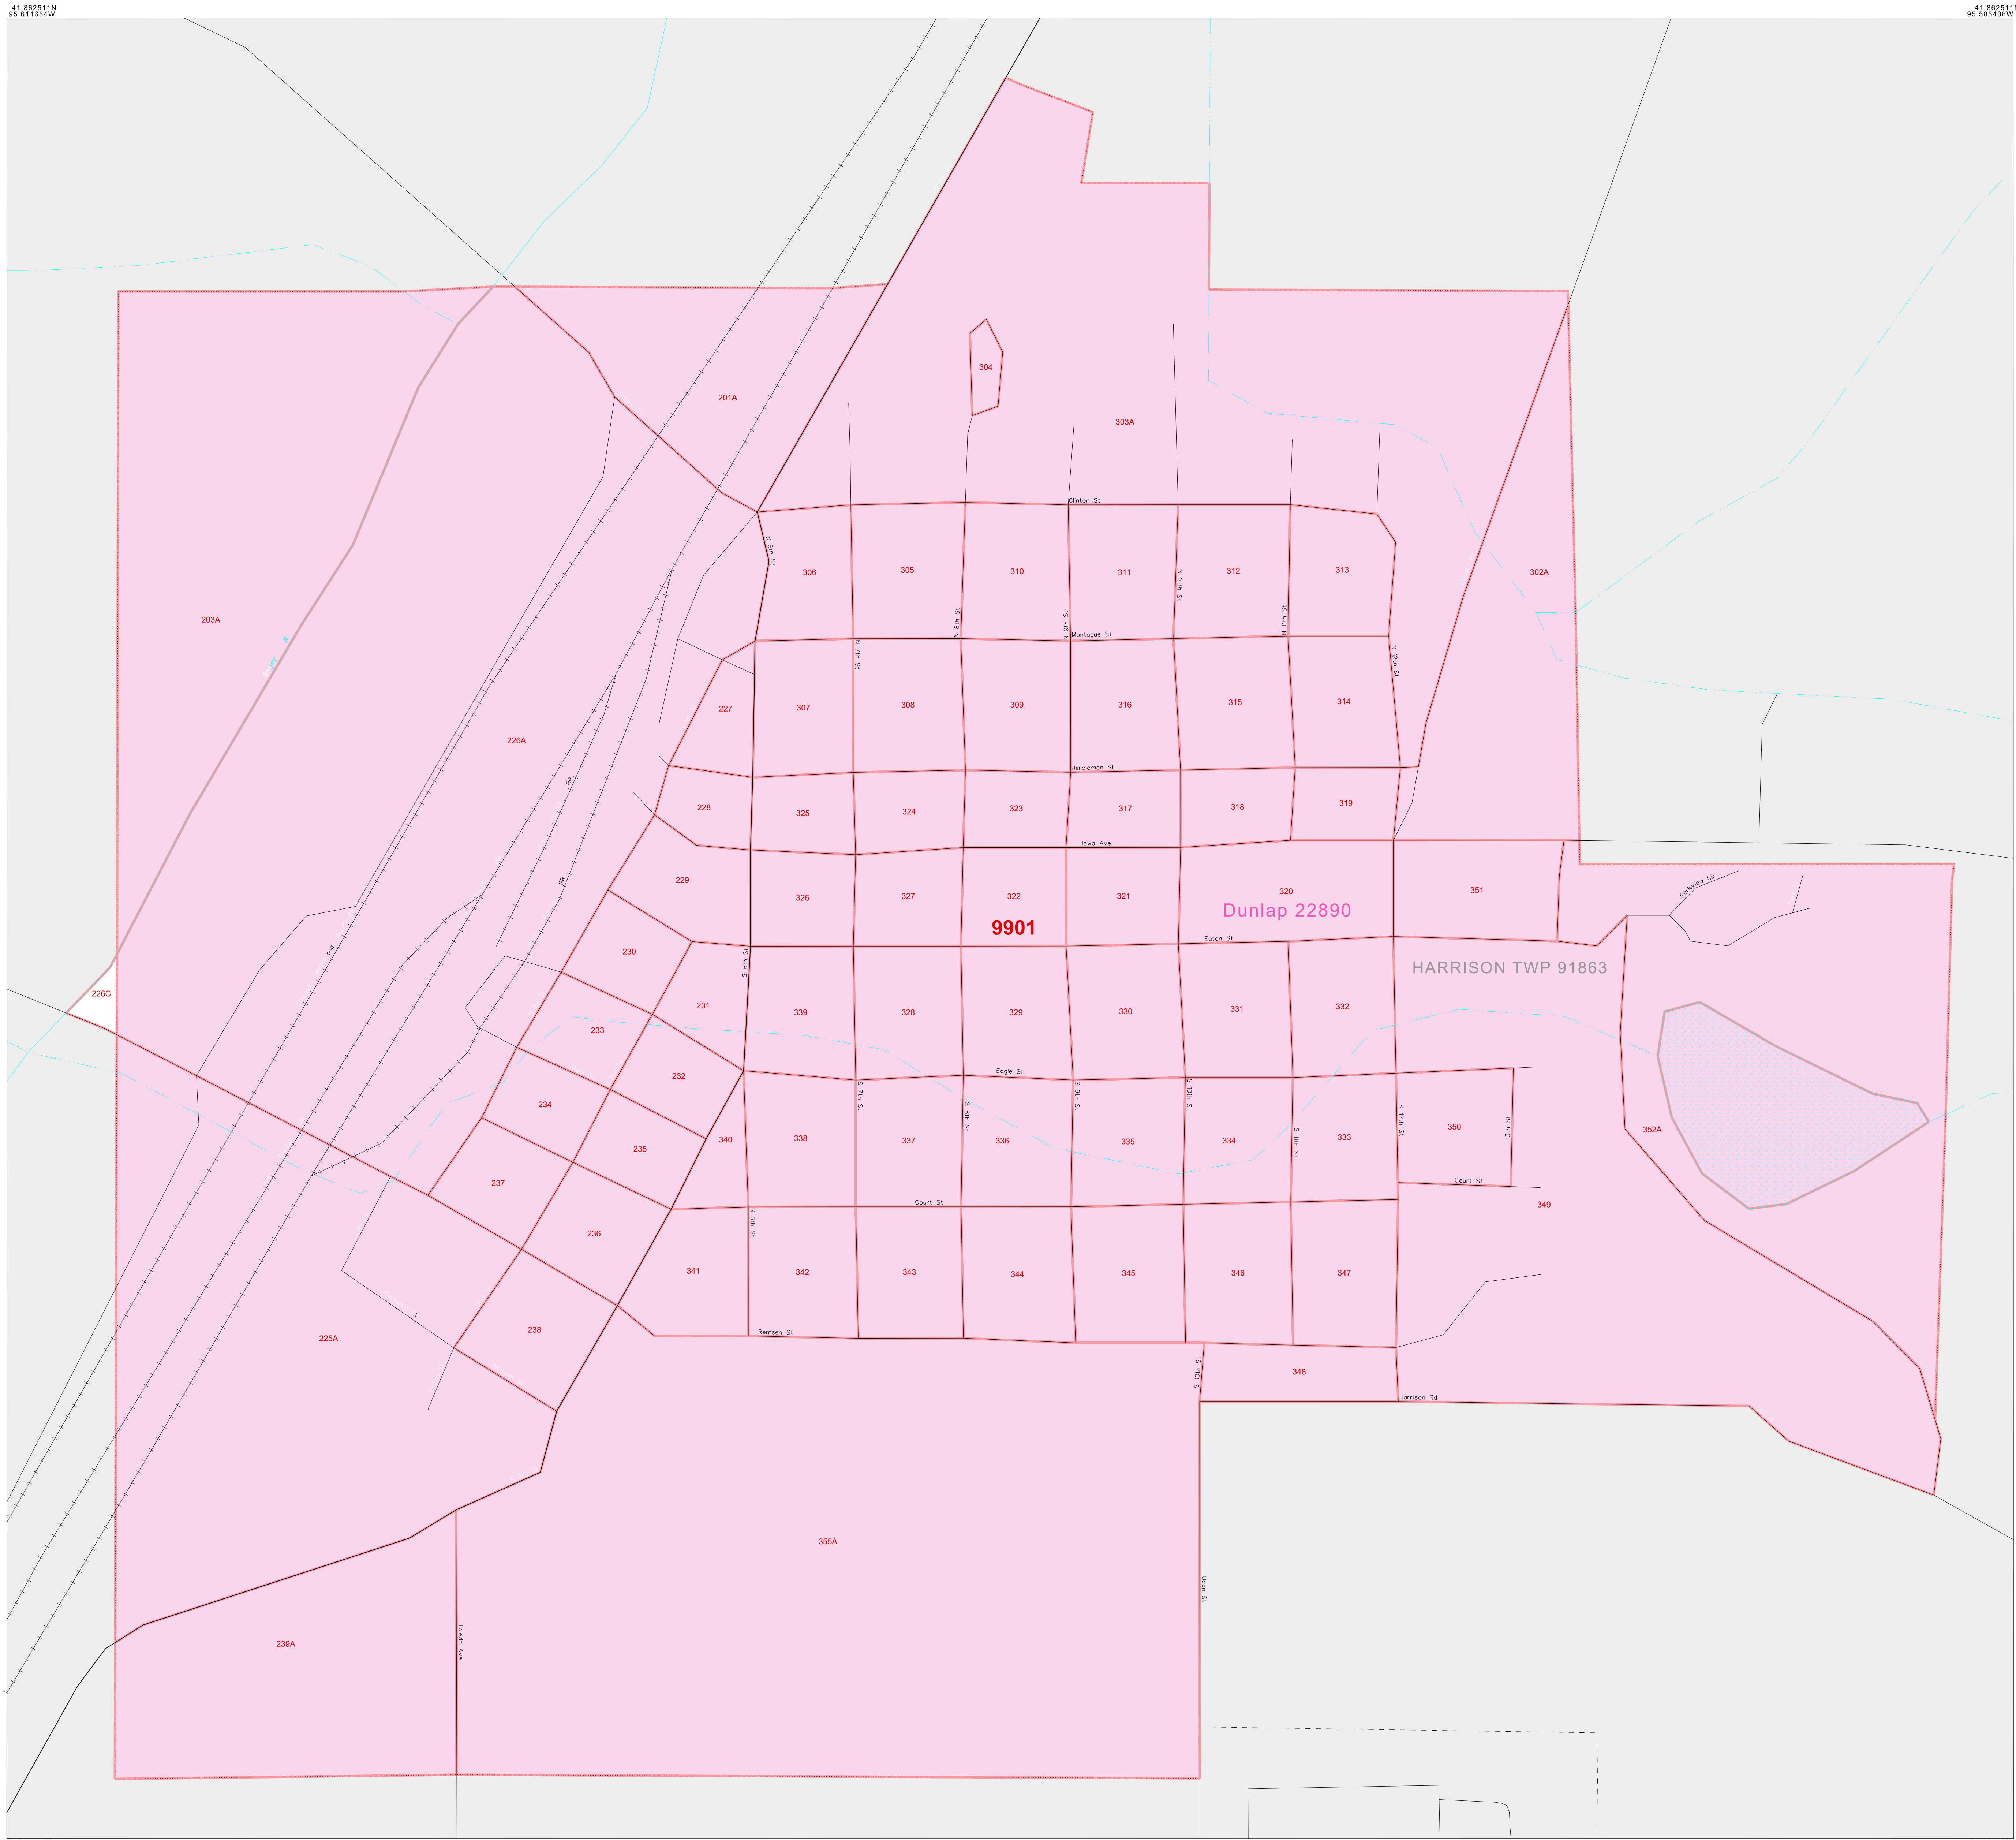 41.862511N
95.611654W
41.862511N
95.585408W
304
201A
303A
Clinton St
N 6th St
306
305
310
311
N 10th St
312
313
302A
203A
N 8th St
N 9th St
Montague St
N 11th St
N 7th St
N 12th St
226A
227
307
308
309
316
315
314
RR
Jeroleman St
228
325
324
323
317
318
319
Iowa Ave
229
326
327
322
321
320
351
Parkview Cir
9901
Dunlap 22890
Eaton St
HARRISON TWP 91863
RR
and
230
S 6th St
226C
231
339
328
329
330
331
332
233
232
Eagle St
234
S 7th St
S 8th St
S 9th St
S 10th St
S 11th St
S 12th St
S 13th
235
340
338
337
336
335
334
333
350
352A
237
Court St
Court St
349
236
S 6th St
341
342
343
344
345
346
347
225A
238
Remsen St
S 10th St
348
Harrison Rd
355A
Ucon St
239A
Toledo Ave